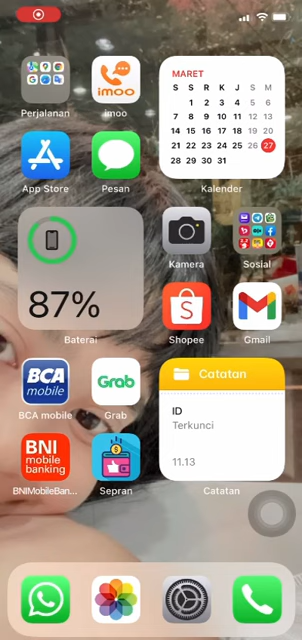 imoo
Perjalanan
imoo
MARET
S S R K J S M
1 2 3 4 5 6
7 8 9 10 11 12 13
14 15 16 17 18 19 20
21 22 23 24 25 26 27
28 29 30 31
App Store
Pesan
Kalender
87%
Baterai
Kamera
Sosial
Shopee
Gmail
BCA
mobile
Grab
BCA mobile
Grab
Catatan
ID
Terkunci
11.13
BNI
mobile
banking
BNIMobileBan...
Sepran
Catatan